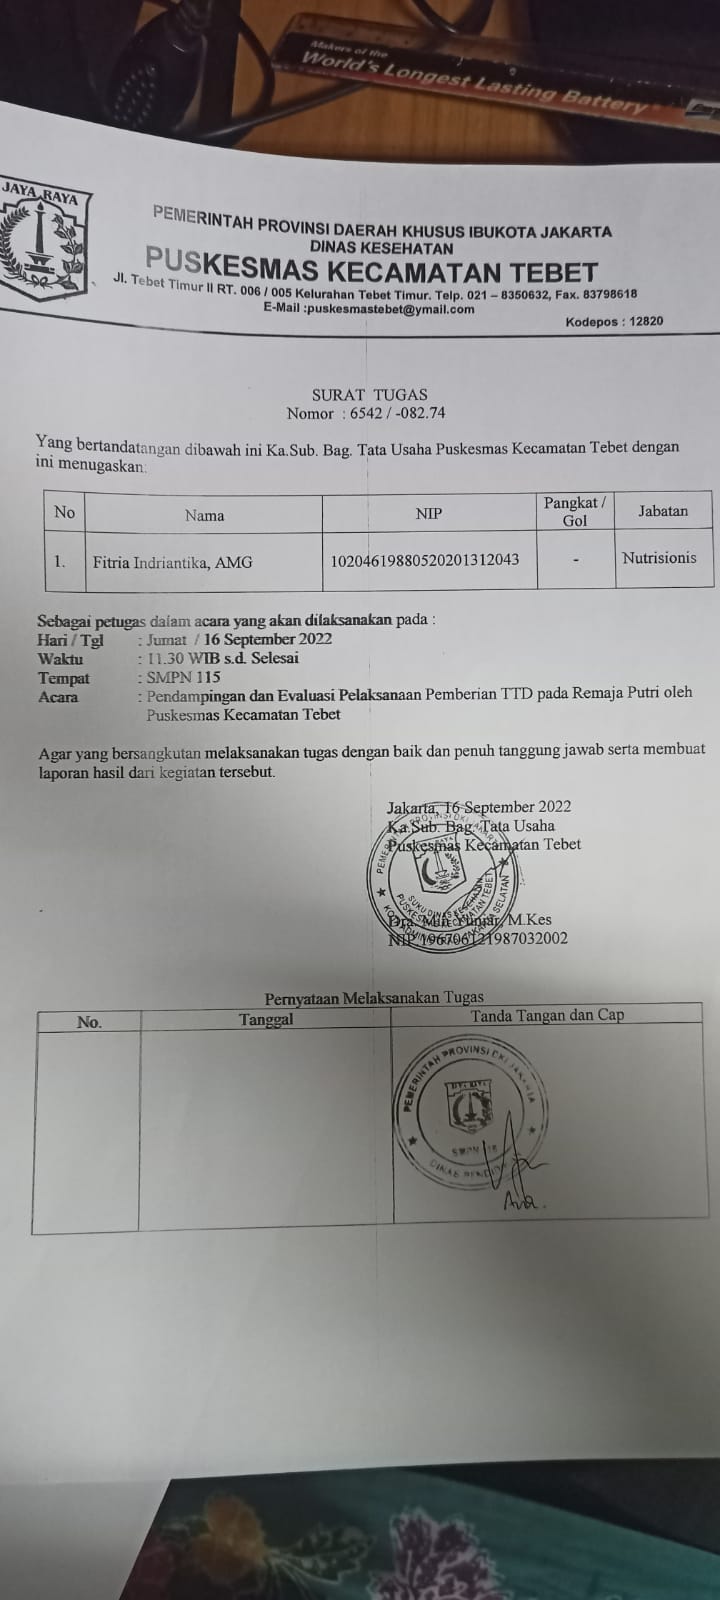 Makers of the
World's Longest Lasting Battery
JAYA RAYA
PEMERINTAH PROVINSI DAERAH KHUSUS IBUKOTA JAKARTA
DINAS KESEHATAN
PUSKESMAS KECAMATAN TEBET
Jl. Tebet Timur II RT. 006 / 005 Kelurahan Tebet Timur. Telp. 021 – 8350632, Fax. 83798618
E-Mail :puskesmastebet@ymail.com
Kodepos : 12820
SURAT TUGAS
Nomor : 6542 / -082.74
Yang bertandatangan dibawah ini Ka.Sub. Bag. Tata Usaha Puskesmas Kecamatan Tebet dengan
ini menugaskan:
No Nama NIP Pangkat / Gol Jabatan
1. Fitria Indriantika, AMG 10204619880520201312043 - Nutrisionis
Sebagai petugas dalam acara yang akan dilaksanakan pada :
Hari / Tgl : Jumat / 16 September 2022
Waktu : 11.30 WIB s.d. Selesai
Tempat : SMPN 115
Acara : Pendampingan dan Evaluasi Pelaksanaan Pemberian TTD pada Remaja Putri oleh
Puskesmas Kecamatan Tebet
Agar yang bersangkutan melaksanakan tugas dengan baik dan penuh tanggung jawab serta membuat
laporan hasil dari kegiatan tersebut.
Jakarta, 16 September 2022
Ka.Sub. Bag. Tata Usaha
Puskesmas Kecamatan Tebet
PEMERINTAH PROVINSI DKI JAKARTA
SUKU DINAS KESEHATAN
PUSKESMAS KECAMATAN TEBET
KOTA ADMINISTRASI JAKARTA SELATAN
Dra. M.Kes
NIP 196706121987032002
Pernyataan Melaksanakan Tugas
No. Tanggal Tanda Tangan dan Cap
PEMERINTAH PROVINSI DKI JAKARTA
SMPN 115
DINAS